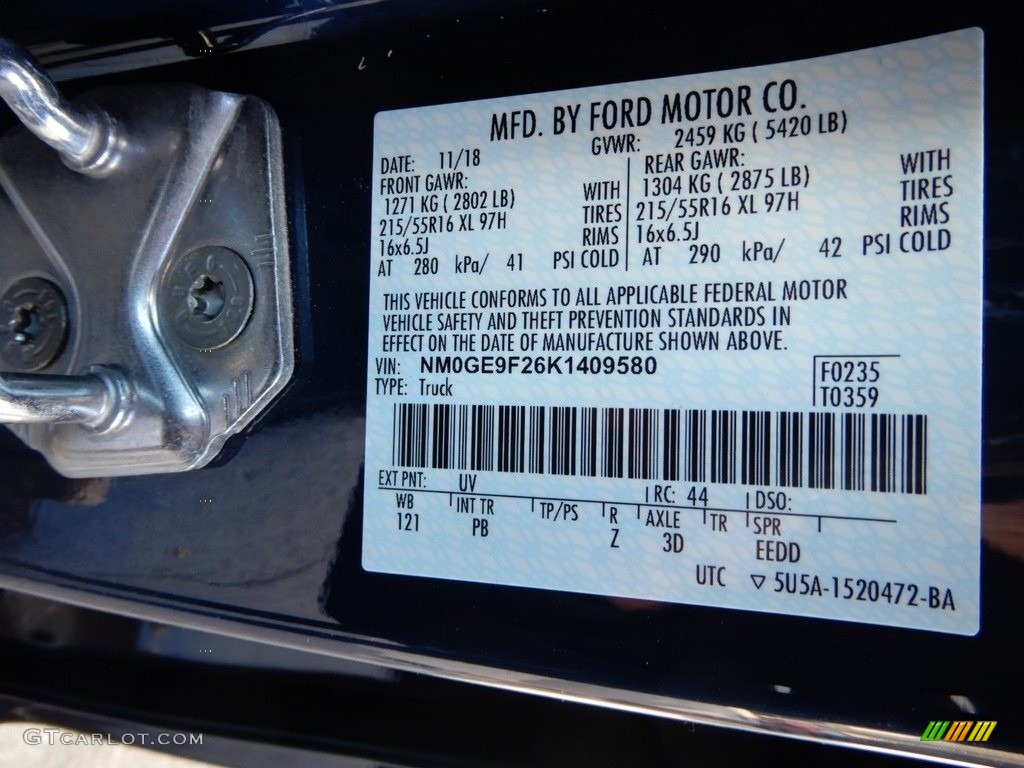 MFD. BY FORD MOTOR CO.
DATE: 11/18 GVWR: 2459 KG ( 5420 LB)
FRONT GAWR: REAR GAWR:
1271 KG ( 2802 LB) WITH 1304 KG ( 2875 LB) WITH
215/55R16 XL 97H TIRES 215/55R16 XL 97H TIRES
16x6.5J RIMS 16x6.5J RIMS
AT 280 kPa/ 41 PSI COLD AT 290 kPa/ 42 PSI COLD
THIS VEHICLE CONFORMS TO ALL APPLICABLE FEDERAL MOTOR
VEHICLE SAFETY AND THEFT PREVENTION STANDARDS IN
EFFECT ON THE DATE OF MANUFACTURE SHOWN ABOVE.
VIN: NM0GE9F26K1409580
TYPE: Truck
F0235
T0359
EXT PNT: UV RC: 44 DSO:
WB INT TR TP/PS R AXLE TR SPR
121 PB Z 3D EEDD
UTC ▽ 5U5A-1520472-BA
GTCARLOT.COM